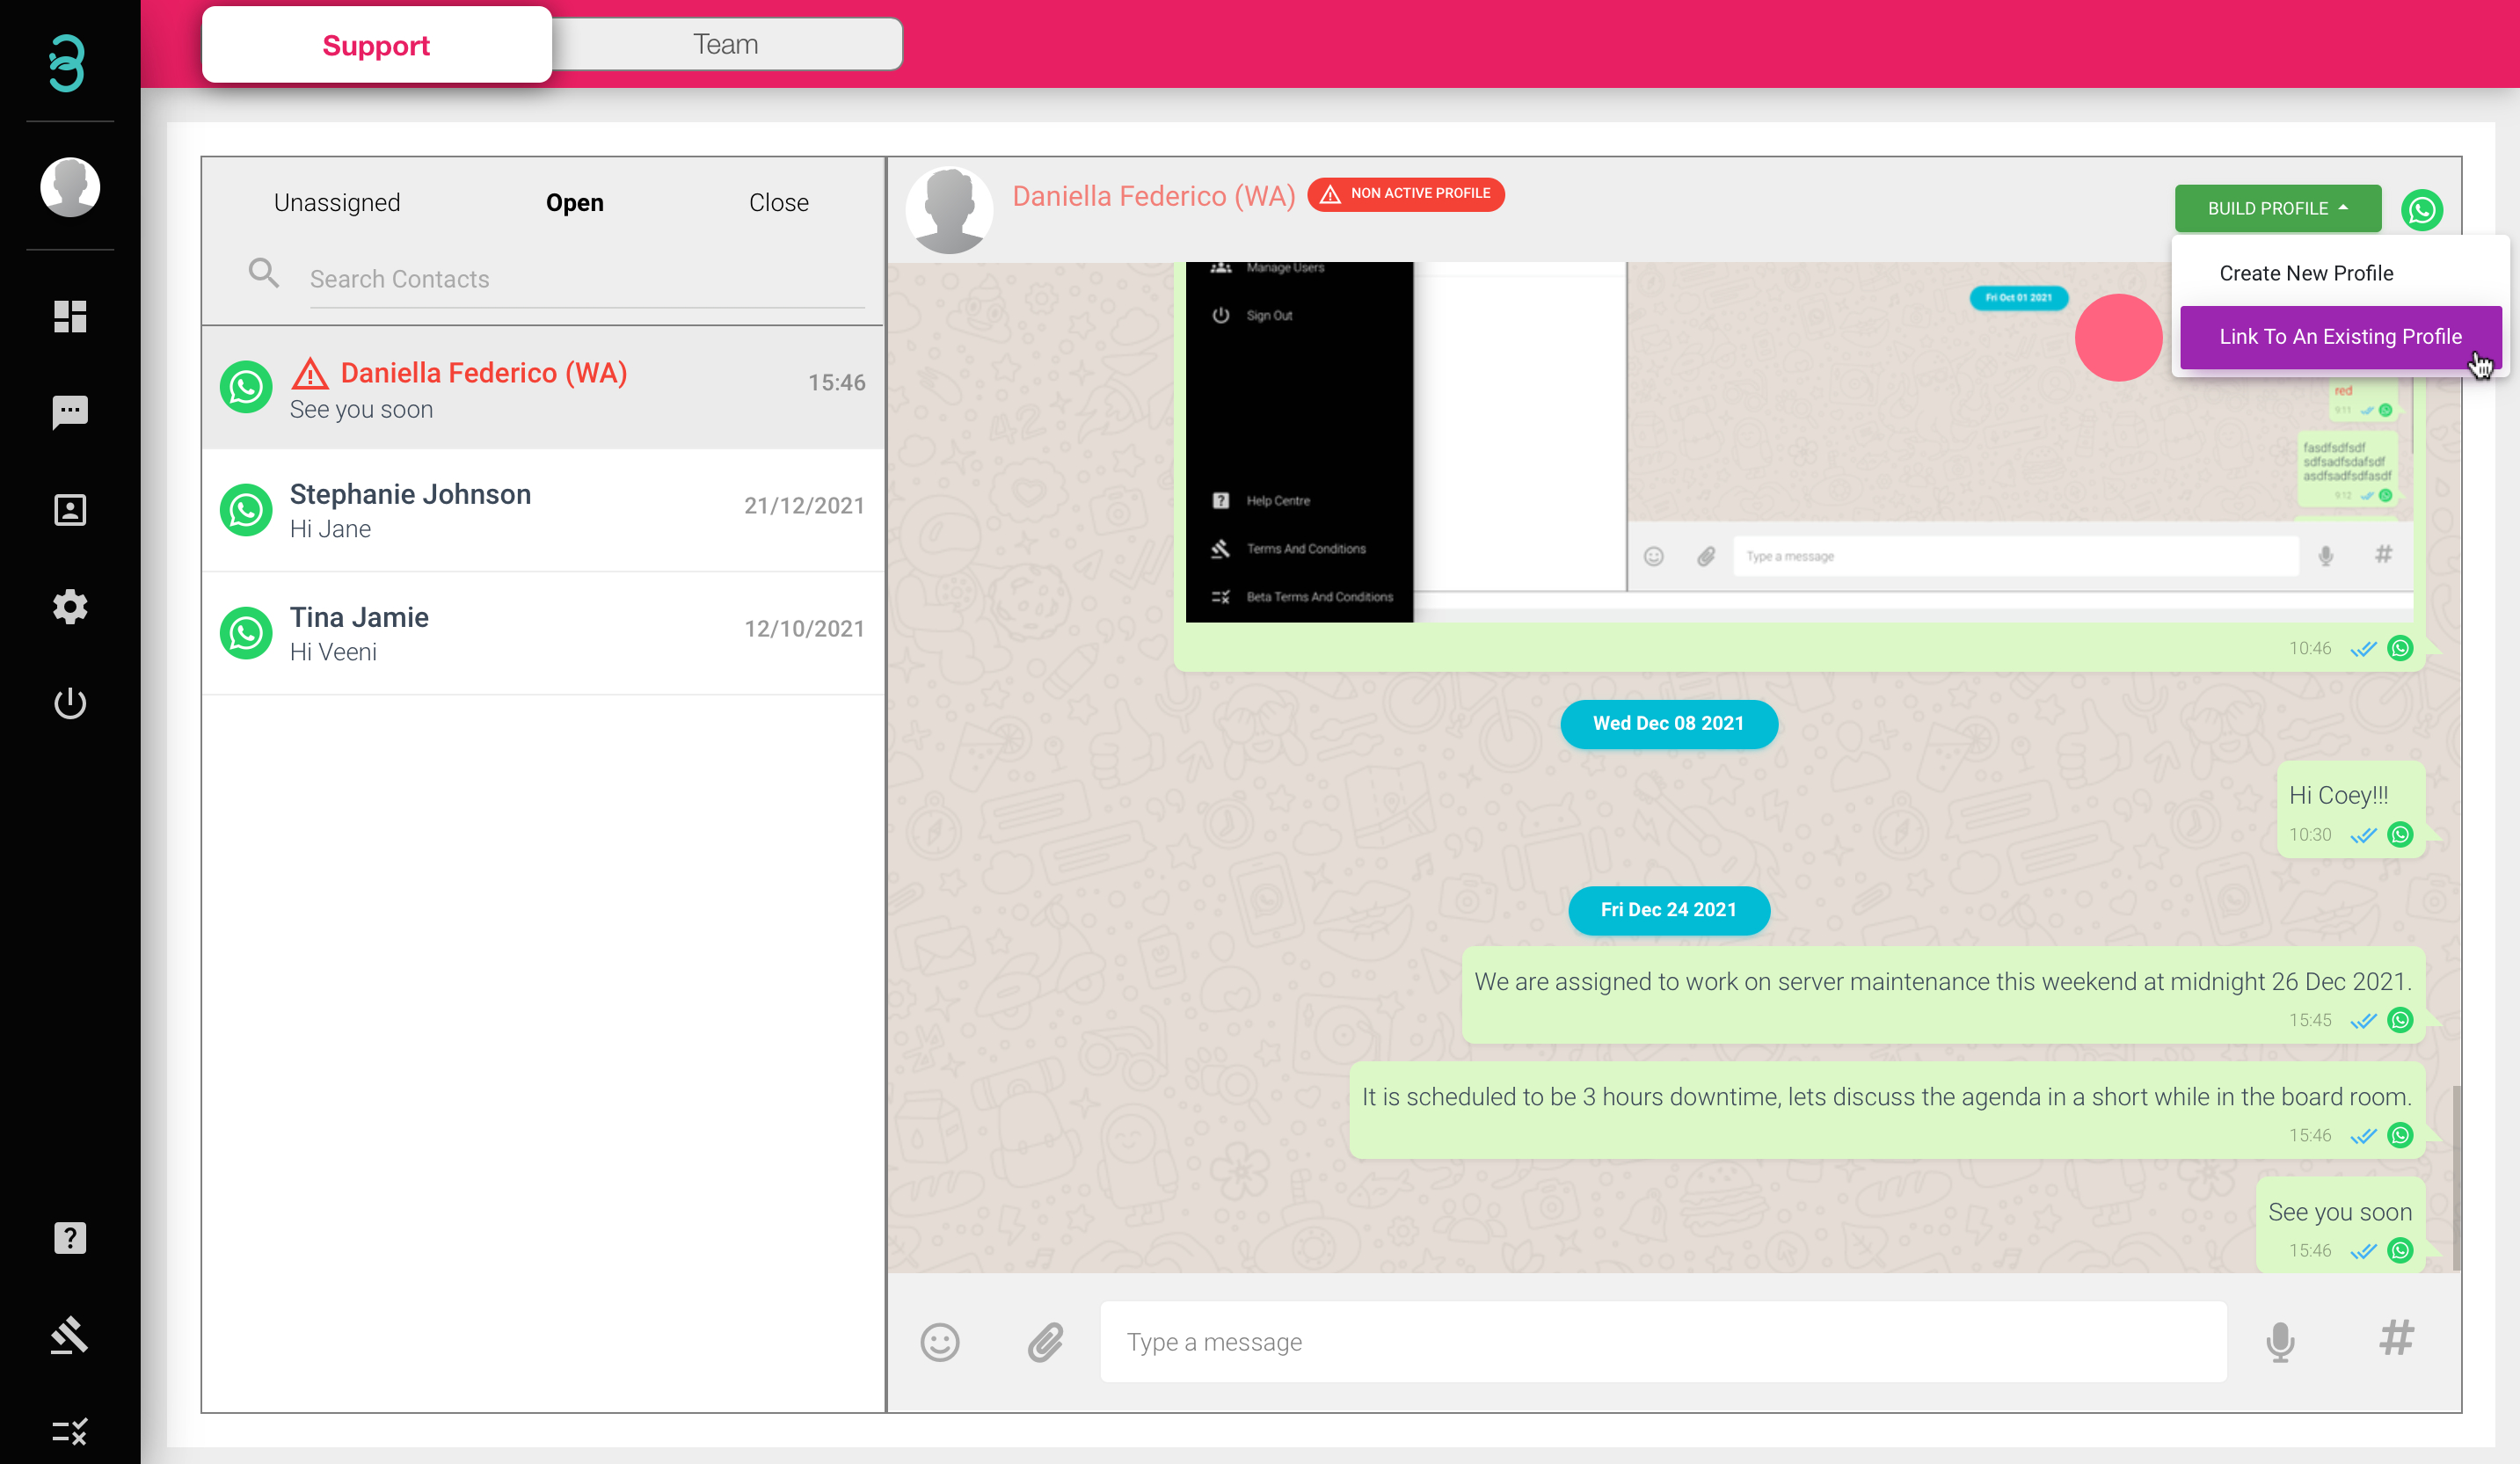 Support
Team
Unassigned
Open
Close
Search Contacts
Daniella Federico (WA)
15:46
See you soon
Stephanie Johnson
21/12/2021
Hi Jane
Tina Jamie
12/10/2021
Hi Veeni
Daniella Federico (WA)
NON ACTIVE PROFILE
BUILD PROFILE
Create New Profile
Link To An Existing Profile
Manage Users
Sign Out
Fri Oct 01 2021
red
9:11
fasdfsdfsdf
sdfsadfsdafsdf
asdfsadfsdfasdf
9:12
Help Centre
Terms And Conditions
Beta Terms And Conditions
Type a message
#
10:46
Wed Dec 08 2021
Hi Coey!!!
10:30
Fri Dec 24 2021
We are assigned to work on server maintenance this weekend at midnight 26 Dec 2021.
15:45
It is scheduled to be 3 hours downtime, lets discuss the agenda in a short while in the board room.
15:46
See you soon
15:46
Type a message
#